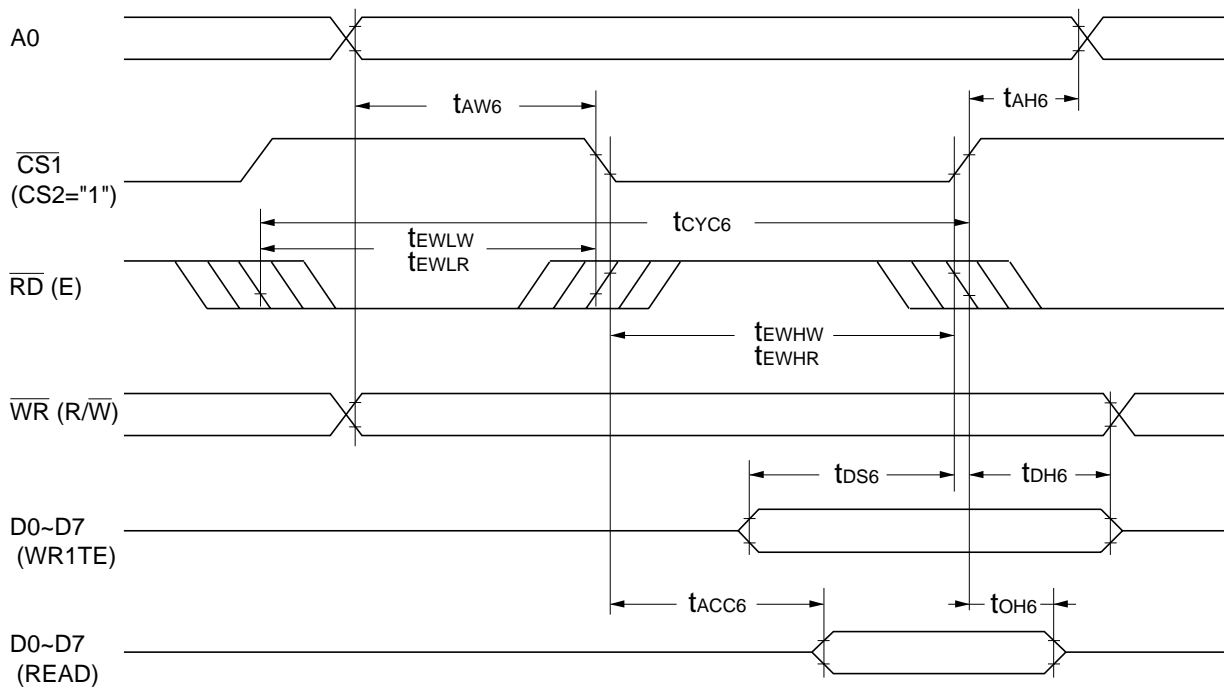 A0
tAW6
tAH6
CS1
(CS2="1")
tCYC6
tEWLW
tEWLR
RD (E)
tEWHW
tEWHR
WR (R/W)
tDS6
tDH6
D0~D7
(WR1TE)
tACC6
tOH6
D0~D7
(READ)